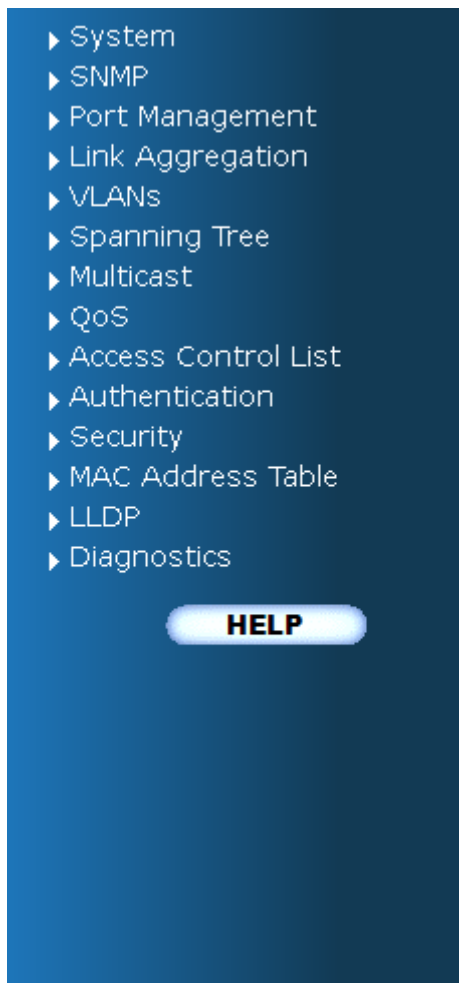 System
SNMP
Port Management
Link Aggregation
VLANs
Spanning Tree
Multicast
QoS
Access Control List
Authentication
Security
MAC Address Table
LLDP
Diagnostics
HELP